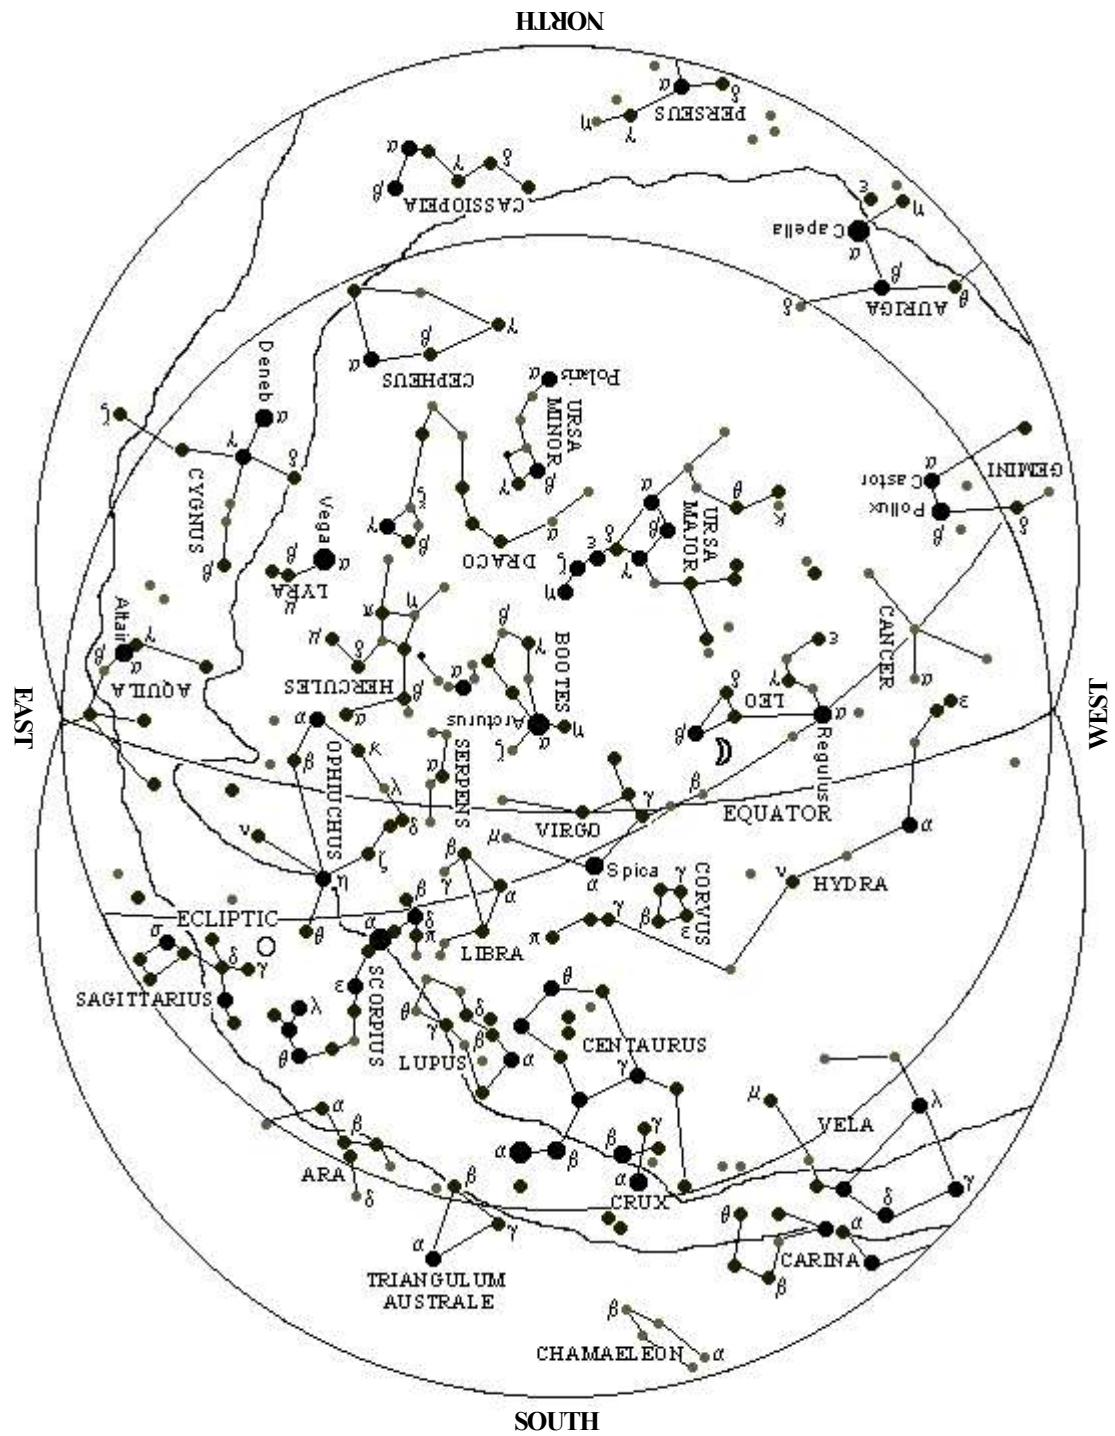 NORTH
α
δ
PERSEUS
η
γ
α
γ
δ
β
CASSIOPEIA
ε
η
Capella
α
β
δ
AURIGA
θ
γ
β
α
CEPHEUS
α
Polaris
URSA
MINOR
β
γ
Deneb
α
ζ
γ
δ
CYGNUS
β
ζ
γ
β
DRACO
α
α
β
URSA
MAJOR
θ
κ
γ
δ
ε
ζ
η
GEMINI
α
Castor
Pollux
β
δ
Vega
α
β
LYRA
μ
Altair
γ
α
β
AQUILA
π
η
μ
δ
HERCULES
β
α
β
γ
BOOTES
α
Arcturus
α
η
ε
γ
δ
LEO
β
α
Regulus
CANCER
α
ε
EAST
WEST
α
β
κ
λ
OPHIUCHUS
δ
ν
ζ
η
θ
SERPENS
α
VIRGO
γ
β
μ
Spica
α
EQUATOR
α
ν
HYDRA
γ
CORVUS
β
ε
γ
π
β
γ
α
LIBRA
ECLIPTIC
σ
δ
γ
SAGITTARIUS
β
δ
α
π
ε
SCORPIUS
λ
θ
θ
δ
γ
β
LUPUS
α
θ
CENTAURUS
γ
α
β
γ
β
α
CRUX
μ
VELA
λ
γ
δ
α
β
ARA
δ
β
γ
α
TRIANGULUM
AUSTRALE
θ
α
CARINA
β
β
CHAMAELEON
α
SOUTH